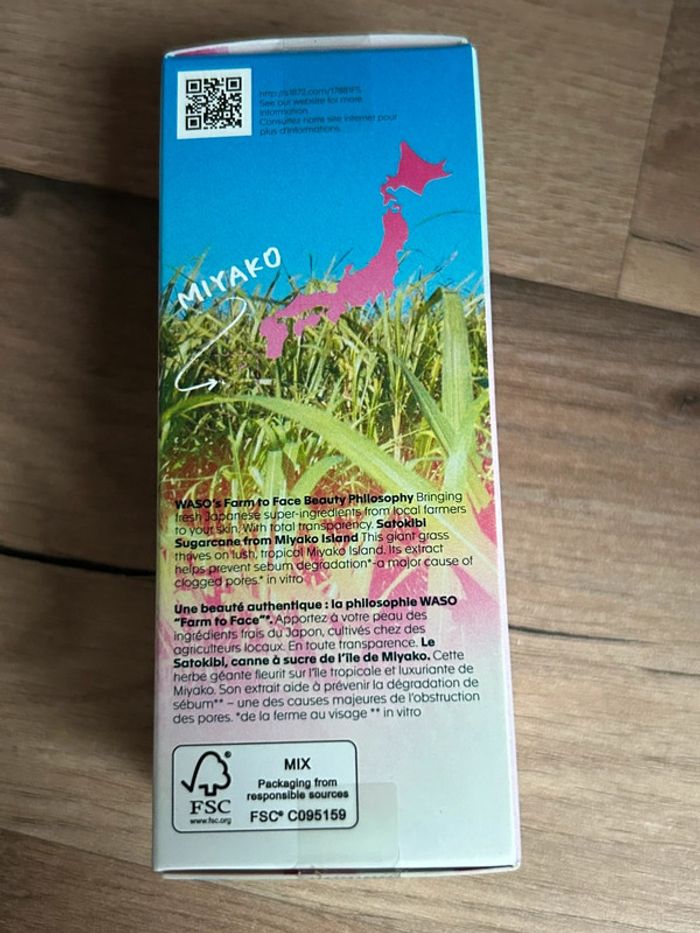 http://s1872.com/17881FS
See our website for more
information.
Consultez notre site internet pour
plus d'informations.
MIYAKO
WASO's Farm to Face Beauty Philosophy Bringing
fresh Japanese super-ingredients from local farmers
to your skin. With total transparency. Satokibi
Sugarcane from Miyako Island This giant grass
thrives on lush, tropical Miyako Island. Its extract
helps prevent sebum degradation*-a major cause of
clogged pores.* in vitro
Une beauté authentique : la philosophie WASO
"Farm to Face"*. Apportez à votre peau des
ingrédients frais du Japon, cultivés chez des
agriculteurs locaux. En toute transparence. Le
Satokibi, canne à sucre de l'île de Miyako. Cette
herbe géante fleurit sur l'île tropicale et luxuriante de
Miyako. Son extrait aide à prévenir la dégradation de
sébum** – une des causes majeures de l'obstruction
des pores. *de la ferme au visage ** in vitro
FSC
www.fsc.org
MIX
Packaging from
responsible sources
FSC® C095159